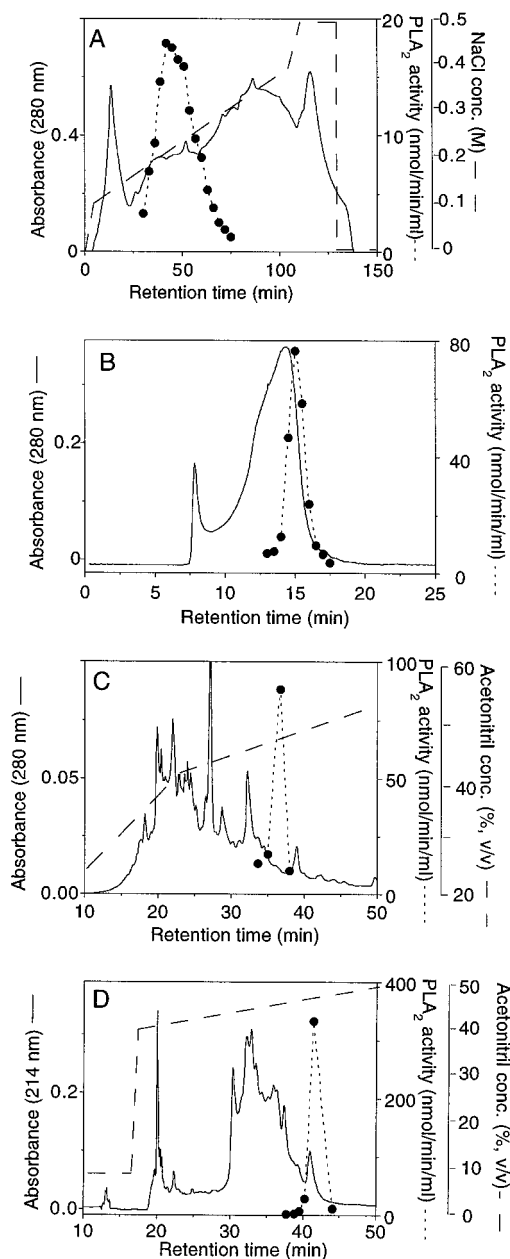 A
Absorbance (280 nm) ——
0.4
0
0
50
100
150
Retention time (min)
20
10
0
PLA2 activity (nmol/min/ml) .....
0.5
0.4
0.3
0.2
0.1
0
NaCl conc. (M) — —
B
Absorbance (280 nm) ——
0.2
0
0
5
10
15
20
25
Retention time (min)
80
40
0
PLA2 activity (nmol/min/ml) ....
C
Absorbance (280 nm) ——
0.05
0.00
10
20
30
40
50
Retention time (min)
100
50
0
PLA2 activity (nmol/min/ml) .....
60
40
20
Acetonitril conc. (%, v/v) — —
D
Absorbance (214 nm) ——
0.2
0.0
10
20
30
40
50
Retention time (min)
400
200
0
PLA2 activity (nmol/min/ml) .....
50
40
30
20
10
0
Acetonitril conc. (%, v/v) — -